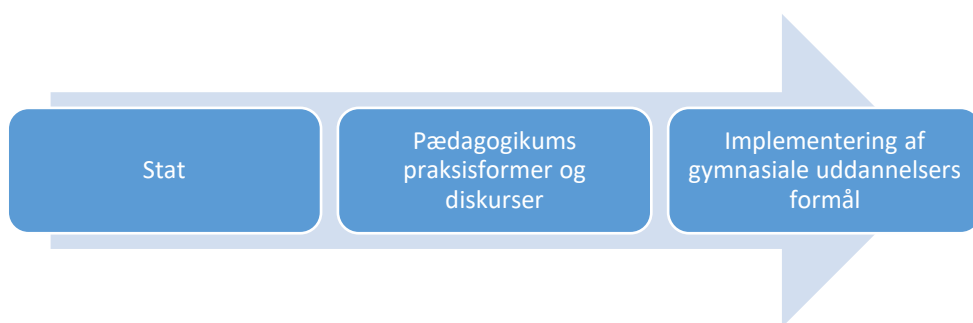 Stat
Pædagogikums
praksisformer og
diskurser
Implementering af
gymnasiale uddannelsers
formål